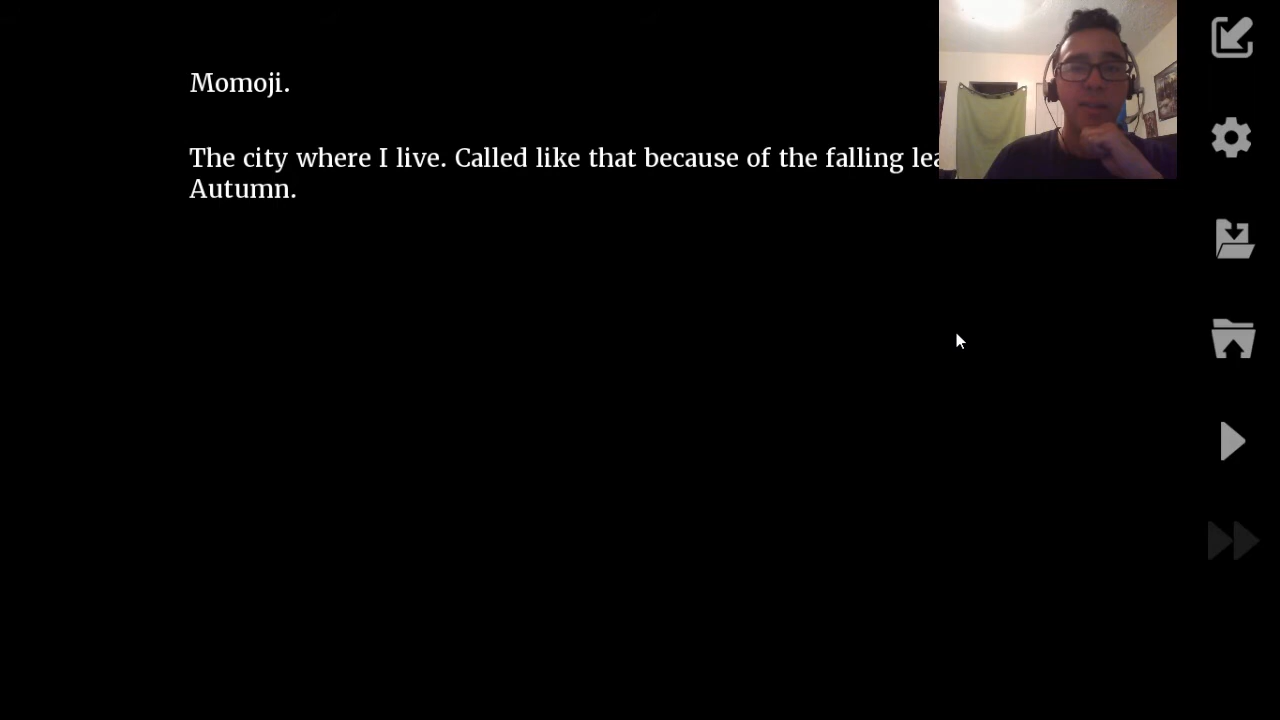 Momoji.
The city where I live. Called like that because of the falling
Autumn.